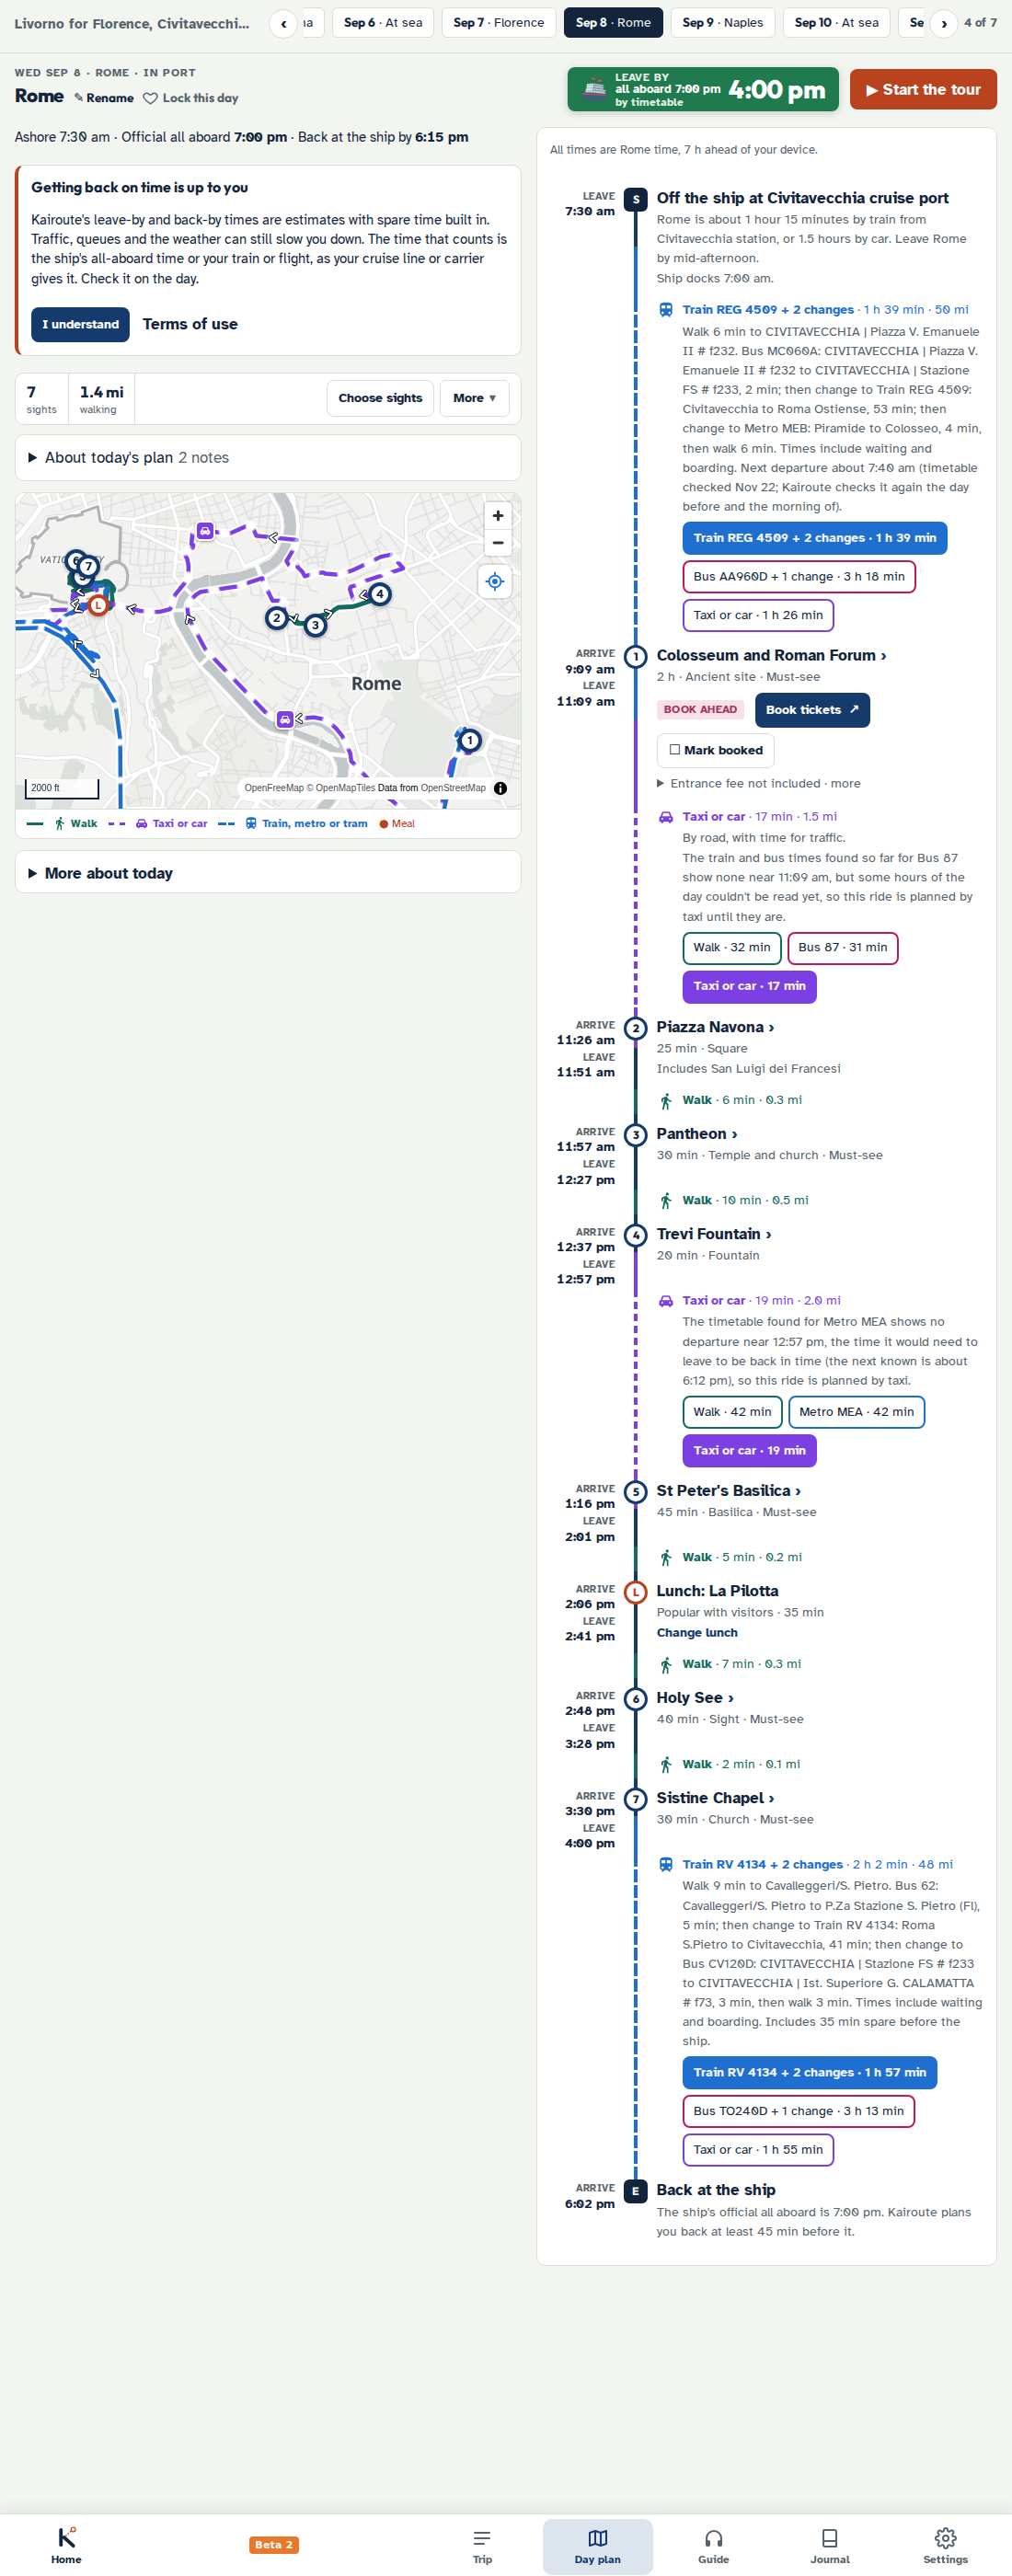 Livorno for Florence, Civitavecchi...
‹
na
Sep 6 · At sea
Sep 7 · Florence
Sep 8 · Rome
Sep 9 · Naples
Sep 10 · At sea
Se
›
4 of 7
WED SEP 8 · ROME · IN PORT
Rome
✎ Rename
Lock this day
LEAVE BY
all aboard 7:00 pm
by timetable
4:00 pm
▶ Start the tour
Ashore 7:30 am · Official all aboard 7:00 pm · Back at the ship by 6:15 pm
Getting back on time is up to you
Kairoute's leave-by and back-by times are estimates with spare time built in.
Traffic, queues and the weather can still slow you down. The time that counts is
the ship's all-aboard time or your train or flight, as your cruise line or carrier
gives it. Check it on the day.
I understand
Terms of use
7
sights
1.4 mi
walking
Choose sights
More ▾
▶ About today's plan 2 notes
6
7
L
2
3
4
1
Rome
+
−
2000 ft
OpenFreeMap © OpenMapTiles Data from OpenStreetMap
Walk
Taxi or car
Train, metro or tram
Meal
▶ More about today
All times are Rome time, 7 h ahead of your device.
LEAVE
7:30 am
S
Off the ship at Civitavecchia cruise port
Rome is about 1 hour 15 minutes by train from
Civitavecchia station, or 1.5 hours by car. Leave Rome
by mid-afternoon.
Ship docks 7:00 am.
Train REG 4509 + 2 changes · 1 h 39 min · 50 mi
Walk 6 min to CIVITAVECCHIA | Piazza V. Emanuele
II # f232. Bus MC060A: CIVITAVECCHIA | Piazza V.
Emanuele II # f232 to CIVITAVECCHIA | Stazione
FS # f233, 2 min; then change to Train REG 4509:
Civitavecchia to Roma Ostiense, 53 min; then
change to Metro MEB: Piramide to Colosseo, 4 min,
then walk 6 min. Times include waiting and
boarding. Next departure about 7:40 am (timetable
checked Nov 22; Kairoute checks it again the day
before and the morning of).
Train REG 4509 + 2 changes · 1 h 39 min
Bus AA960D + 1 change · 3 h 18 min
Taxi or car · 1 h 26 min
ARRIVE
9:09 am
LEAVE
11:09 am
1
Colosseum and Roman Forum ›
2 h · Ancient site · Must-see
BOOK AHEAD
Book tickets ↗
☐ Mark booked
▶ Entrance fee not included · more
Taxi or car · 17 min · 1.5 mi
By road, with time for traffic.
The train and bus times found so far for Bus 87
show none near 11:09 am, but some hours of the
day couldn't be read yet, so this ride is planned by
taxi until they are.
Walk · 32 min
Bus 87 · 31 min
Taxi or car · 17 min
ARRIVE
11:26 am
LEAVE
11:51 am
2
Piazza Navona ›
25 min · Square
Includes San Luigi dei Francesi
Walk · 6 min · 0.3 mi
ARRIVE
11:57 am
LEAVE
12:27 pm
3
Pantheon ›
30 min · Temple and church · Must-see
Walk · 10 min · 0.5 mi
ARRIVE
12:37 pm
LEAVE
12:57 pm
4
Trevi Fountain ›
20 min · Fountain
Taxi or car · 19 min · 2.0 mi
The timetable found for Metro MEA shows no
departure near 12:57 pm, the time it would need to
leave to be back in time (the next known is about
6:12 pm), so this ride is planned by taxi.
Walk · 42 min
Metro MEA · 42 min
Taxi or car · 19 min
ARRIVE
1:16 pm
LEAVE
2:01 pm
5
St Peter's Basilica ›
45 min · Basilica · Must-see
Walk · 5 min · 0.2 mi
ARRIVE
2:06 pm
LEAVE
2:41 pm
L
Lunch: La Pilotta
Popular with visitors · 35 min
Change lunch
Walk · 7 min · 0.3 mi
ARRIVE
2:48 pm
LEAVE
3:28 pm
6
Holy See ›
40 min · Sight · Must-see
Walk · 2 min · 0.1 mi
ARRIVE
3:30 pm
LEAVE
4:00 pm
7
Sistine Chapel ›
30 min · Church · Must-see
Train RV 4134 + 2 changes · 2 h 2 min · 48 mi
Walk 9 min to Cavalleggeri/S. Pietro. Bus 62:
Cavalleggeri/S. Pietro to P.Za Stazione S. Pietro (Fl),
5 min; then change to Train RV 4134: Roma
S.Pietro to Civitavecchia, 41 min; then change to
Bus CV120D: CIVITAVECCHIA | Stazione FS # f233
to CIVITAVECCHIA | Ist. Superiore G. CALAMATTA
# f73, 3 min, then walk 3 min. Times include waiting
and boarding. Includes 35 min spare before the
ship.
Train RV 4134 + 2 changes · 1 h 57 min
Bus TO240D + 1 change · 3 h 13 min
Taxi or car · 1 h 55 min
ARRIVE
6:02 pm
E
Back at the ship
The ship's official all aboard is 7:00 pm. Kairoute plans
you back at least 45 min before it.
Home
Beta 2
Trip
Day plan
Guide
Journal
Settings